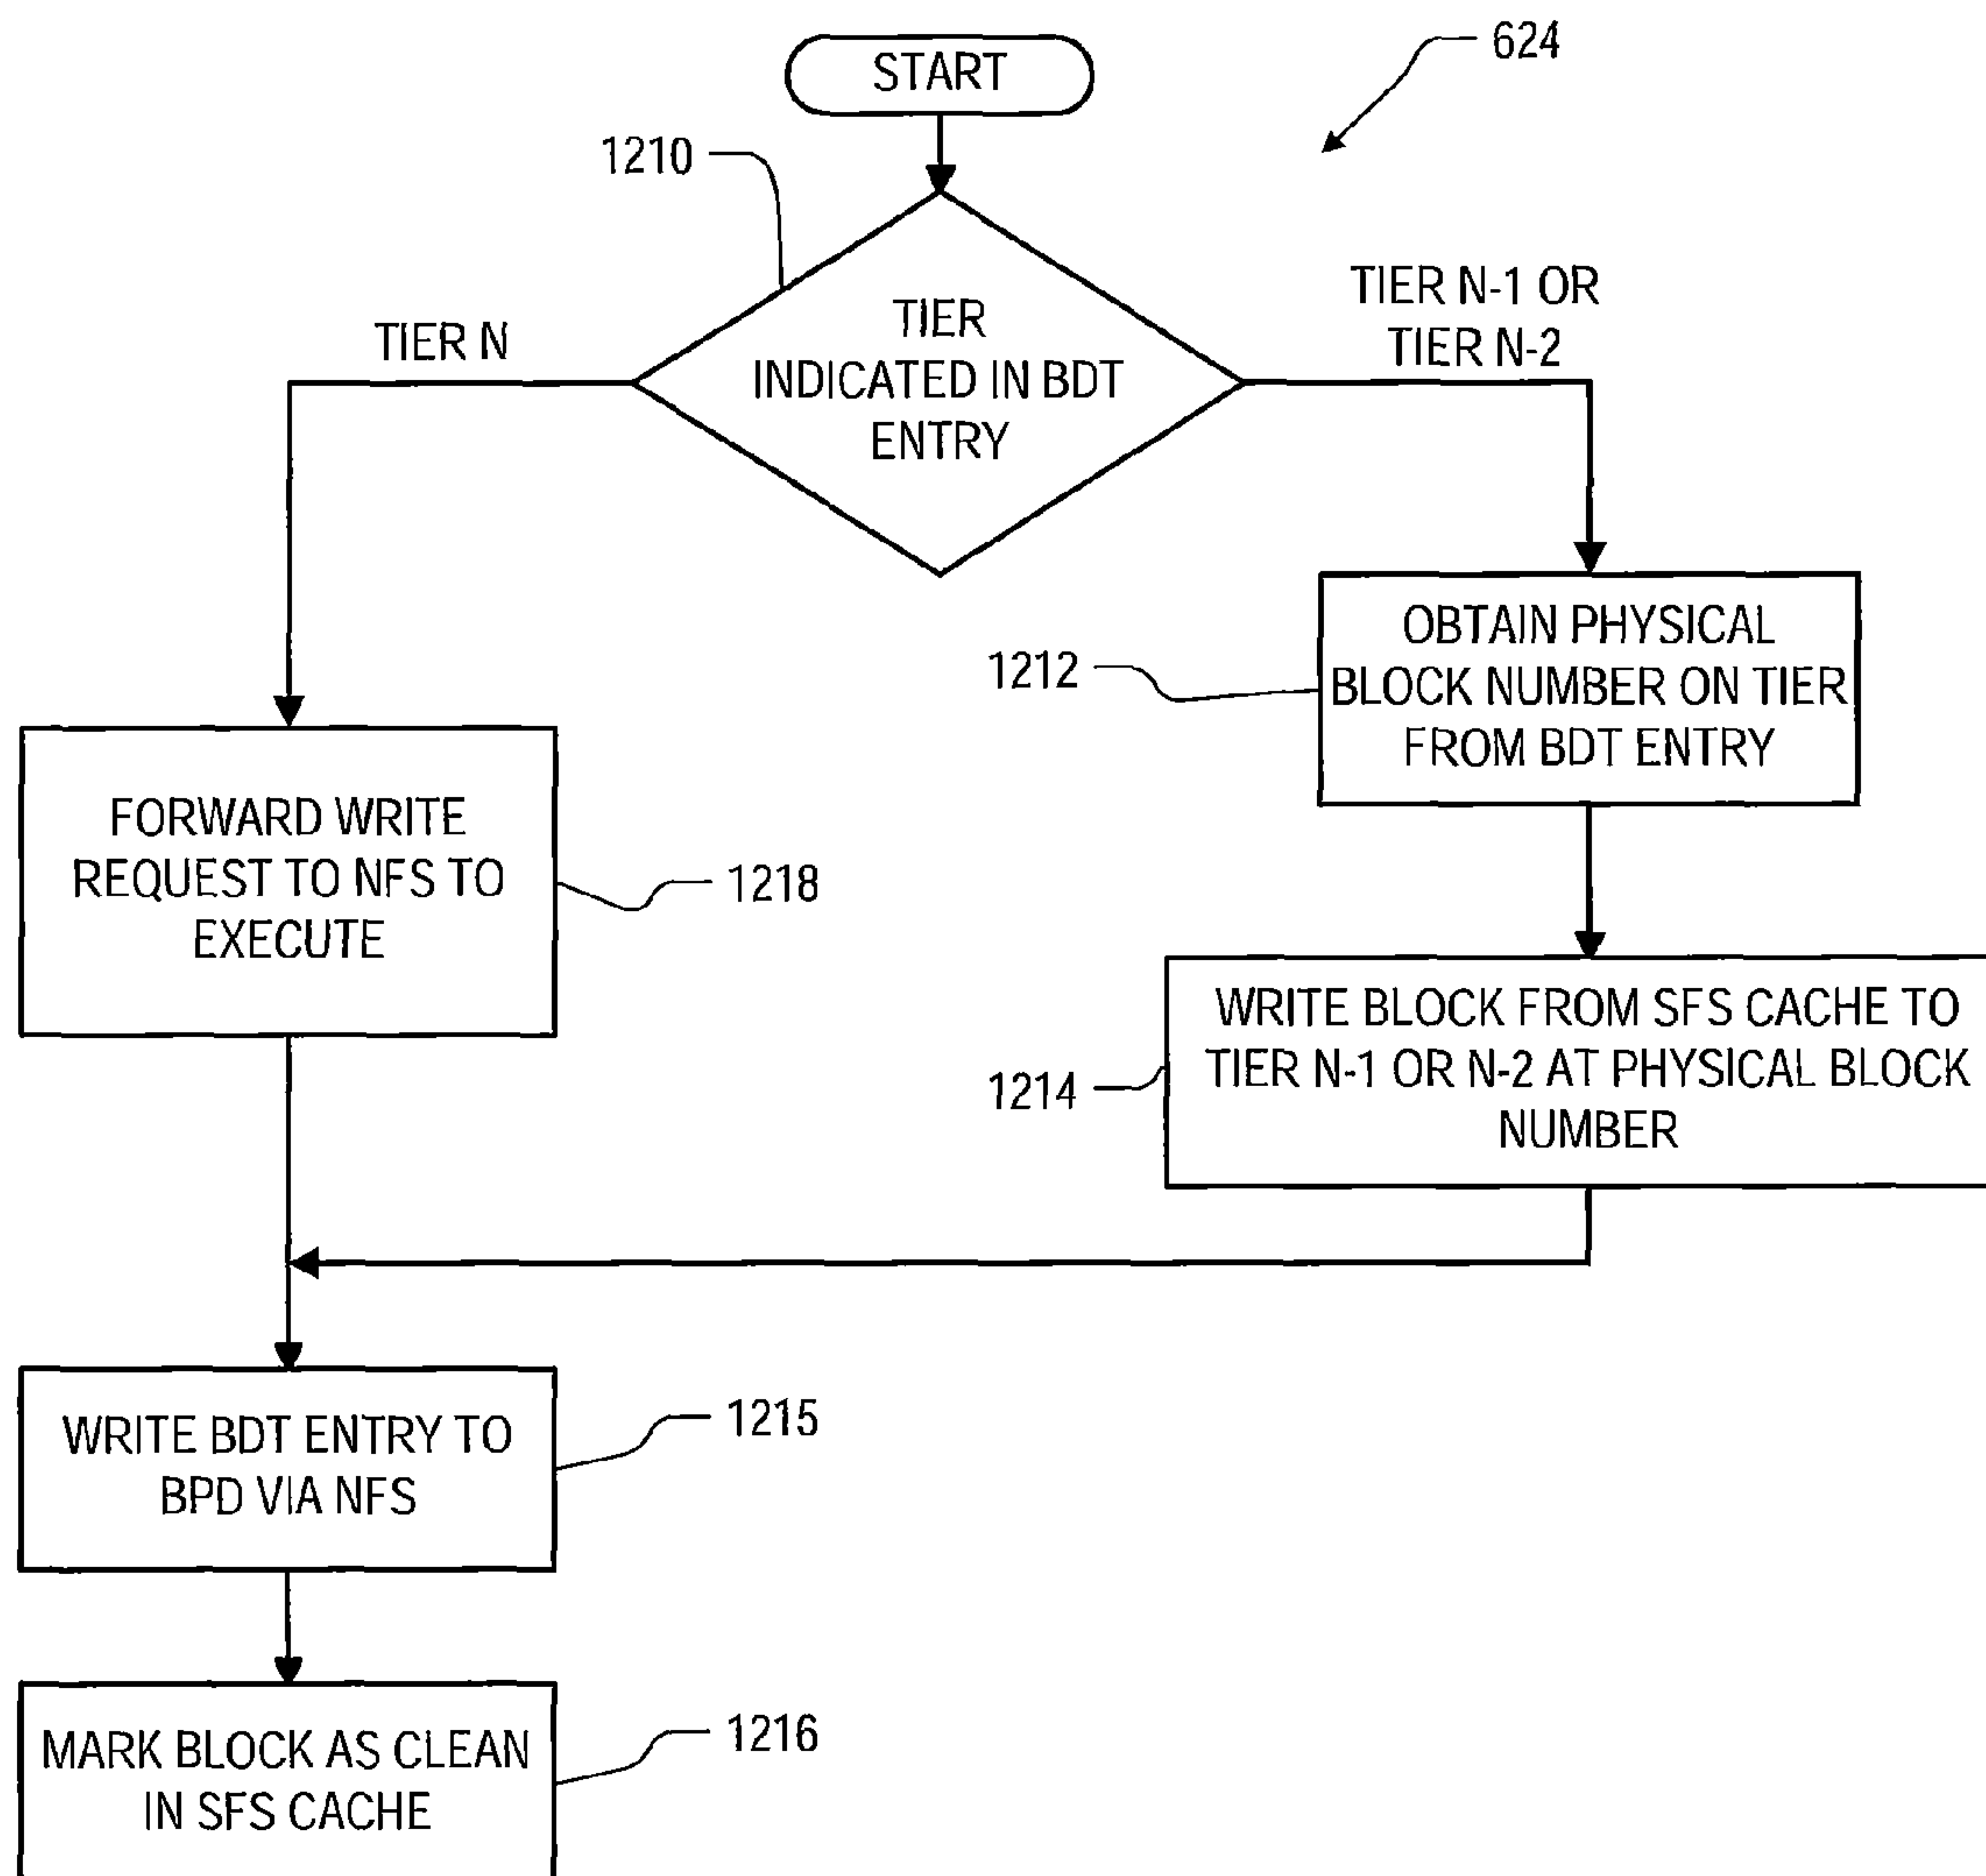 START
624
1210
TIER
INDICATED IN BDT
ENTRY
TIER N
TIER N-1 OR
TIER N-2
1212
OBTAIN PHYSICAL
BLOCK NUMBER ON TIER
FROM BDT ENTRY
FORWARD WRITE
REQUEST TO NFS TO
EXECUTE
1218
1214
WRITE BLOCK FROM SFS CACHE TO
TIER N-1 OR N-2 AT PHYSICAL BLOCK
NUMBER
WRITE BDT ENTRY TO
BPD VIA NFS
1215
MARK BLOCK AS CLEAN
IN SFS CACHE
1216